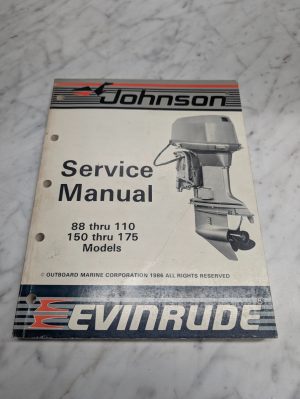 Johnson
Service
Manual
88 thru 110
150 thru 175
Models
© OUTBOARD MARINE CORPORATION 1986 ALL RIGHTS RESERVED
EVINRUDE